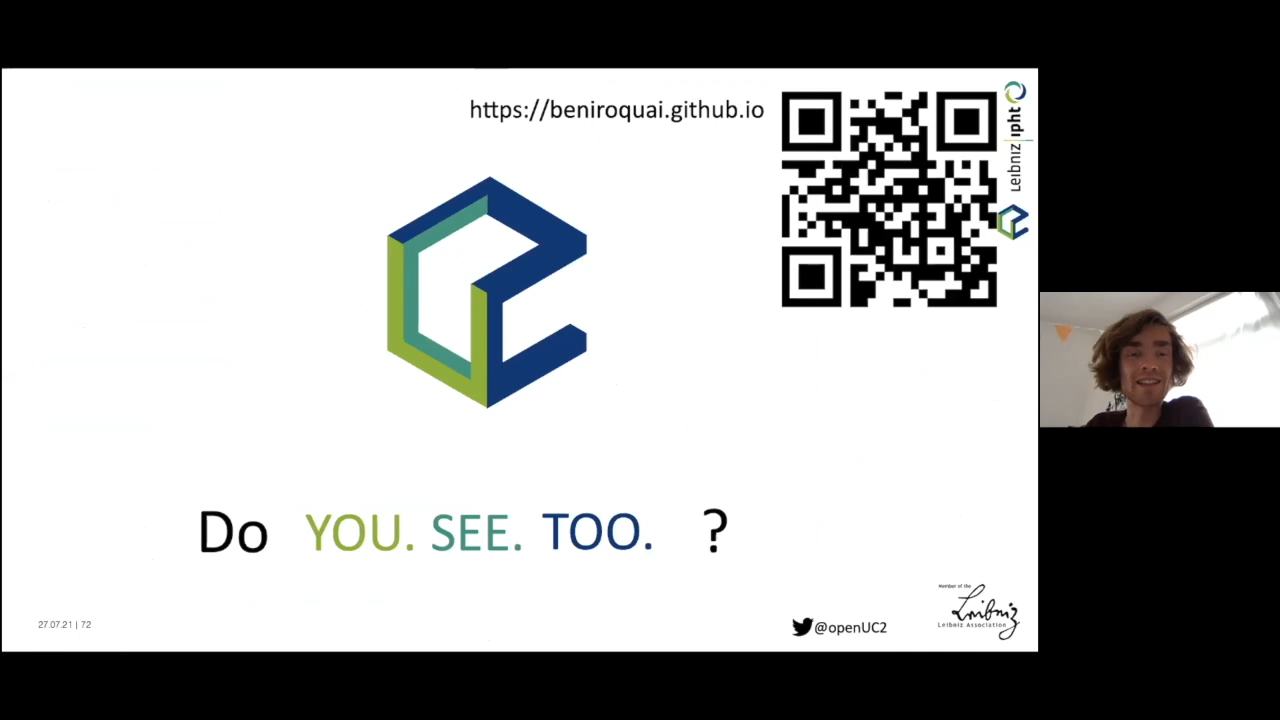 https://beniroquai.github.io
Leibniz ipht
Do YOU. SEE. TOO. ?
Member of the
Leibniz
Leibniz Association
27.07.21 | 72
@openUC2